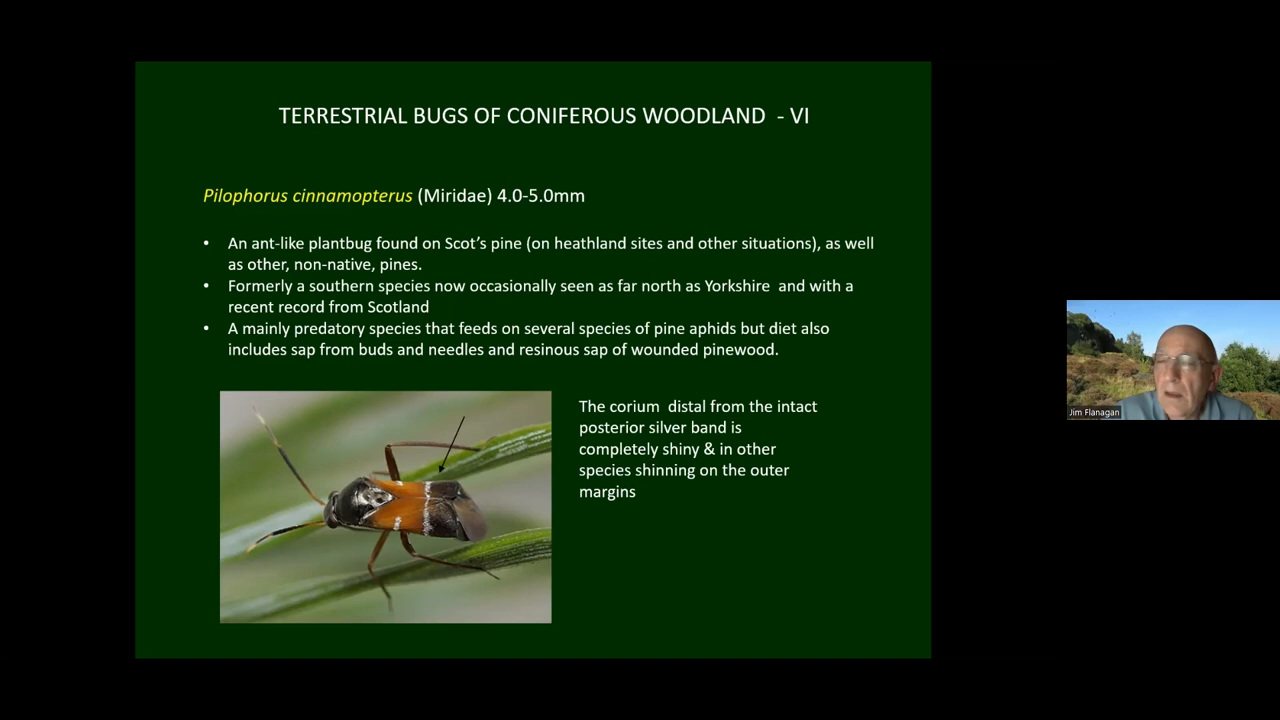 TERRESTRIAL BUGS OF CONIFEROUS WOODLAND - VI
Pilophorus cinnamopterus (Miridae) 4.0-5.0mm
• An ant-like plantbug found on Scot's pine (on heathland sites and other situations), as well
as other, non-native, pines.
• Formerly a southern species now occasionally seen as far north as Yorkshire and with a
recent record from Scotland
• A mainly predatory species that feeds on several species of pine aphids but diet also
includes sap from buds and needles and resinous sap of wounded pinewood.
The corium distal from the intact
posterior silver band is
completely shiny & in other
species shinning on the outer
margins
Jim Flanagan